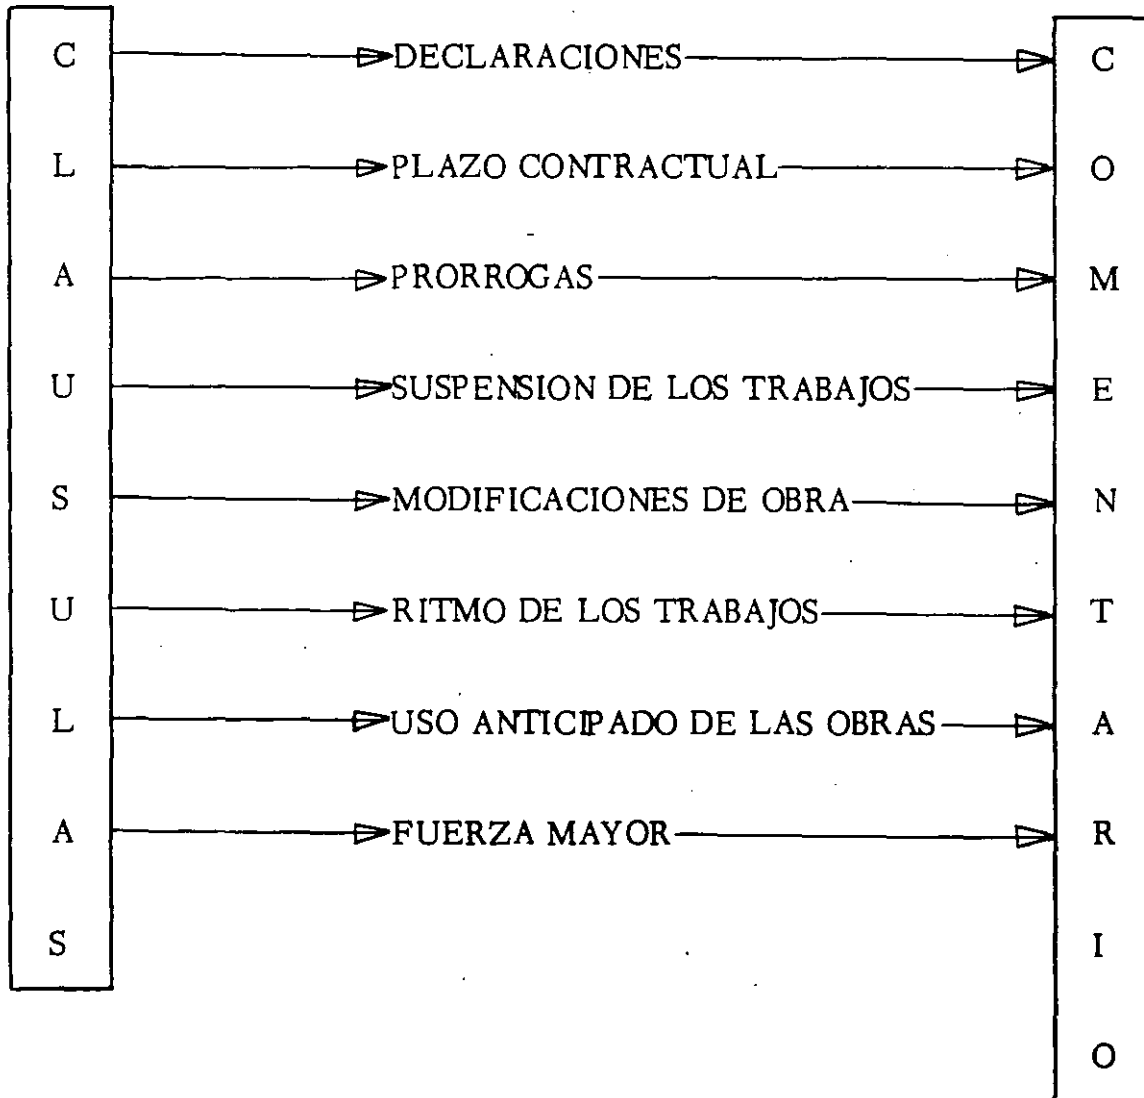 C DECLARACIONES C
L PLAZO CONTRACTUAL O
A PRORROGAS M
U SUSPENSION DE LOS TRABAJOS E
S MODIFICACIONES DE OBRA N
U RITMO DE LOS TRABAJOS T
L USO ANTICIPADO DE LAS OBRAS A
A FUERZA MAYOR R
S I
O